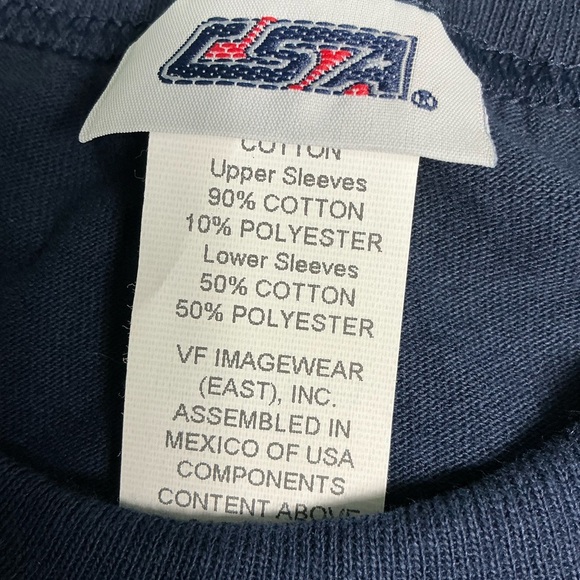 CSA
®
COTTON
Upper Sleeves
90% COTTON
10% POLYESTER
Lower Sleeves
50% COTTON
50% POLYESTER
VF IMAGEWEAR
(EAST), INC.
ASSEMBLED IN
MEXICO OF USA
COMPONENTS
CONTENT ABOVE